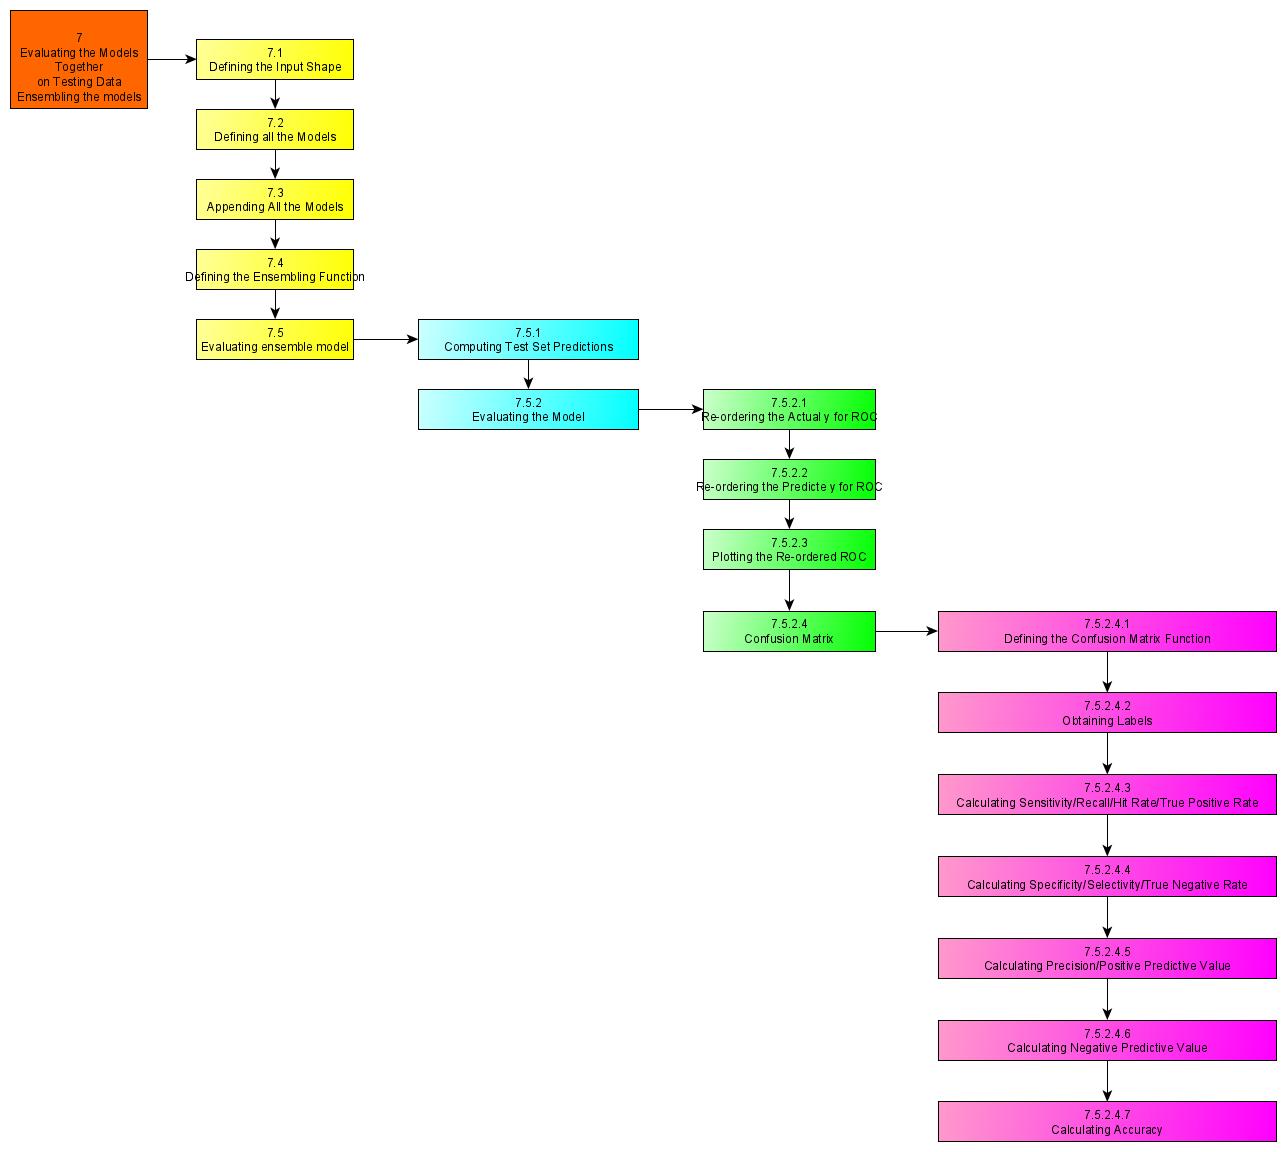 7
Evaluating the Models
Together
on Testing Data
Ensembling the models
7.1
Defining the Input Shape
7.2
Defining all the Models
7.3
Appending All the Models
7.4
Defining the Ensembling Function
7.5
Evaluating ensemble model
7.5.1
Computing Test Set Predictions
7.5.2
Evaluating the Model
7.5.2.1
Re-ordering the Actual y for ROC
7.5.2.2
Re-ordering the Predicte y for ROC
7.5.2.3
Plotting the Re-ordered ROC
7.5.2.4
Confusion Matrix
7.5.2.4.1
Defining the Confusion Matrix Function
7.5.2.4.2
Obtaining Labels
7.5.2.4.3
Calculating Sensitivity/Recall/Hit Rate/True Positive Rate
7.5.2.4.4
Calculating Specificity/Selectivity/True Negative Rate
7.5.2.4.5
Calculating Precision/Positive Predictive Value
7.5.2.4.6
Calculating Negative Predictive Value
7.5.2.4.7
Calculating Accuracy